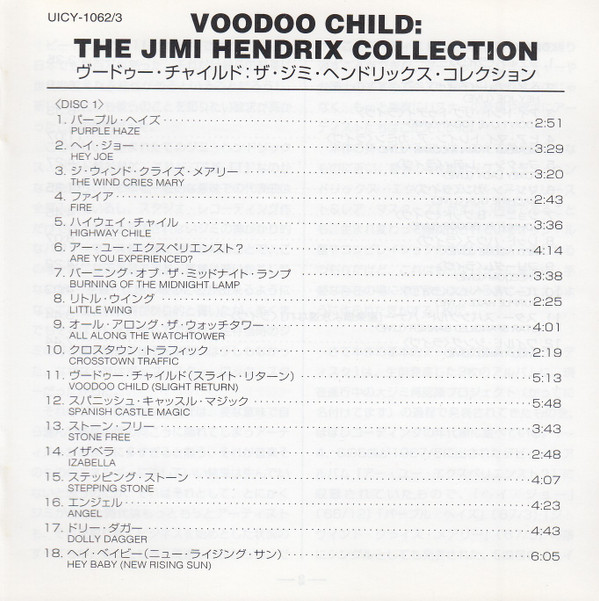 UICY-1062/3
VOODOO CHILD:
THE JIMI HENDRIX COLLECTION
ヴードゥー・チャイルド:ザ・ジミ・ヘンドリックス・コレクション
〈DISC 1〉
1. パープル・ヘイズ 2:51
PURPLE HAZE
2. ヘイ・ジョー 3:29
HEY JOE
3. ジ・ウィンド・クライズ・メアリー 3:20
THE WIND CRIES MARY
4. ファイア 2:43
FIRE
5. ハイウェイ・チャイル 3:36
HIGHWAY CHILE
6. アー・ユー・エクスペリエンスト? 4:14
ARE YOU EXPERIENCED?
7. バーニング・オブ・ザ・ミッドナイト・ランプ 3:38
BURNING OF THE MIDNIGHT LAMP
8. リトル・ウイング 2:25
LITTLE WING
9. オール・アロング・ザ・ウォッチタワー 4:01
ALL ALONG THE WATCHTOWER
10. クロスタウン・トラフィック 2:19
CROSSTOWN TRAFFIC
11. ヴードゥー・チャイルド(スライト・リターン) 5:13
VOODOO CHILD (SLIGHT RETURN)
12. スパニッシュ・キャッスル・マジック 5:48
SPANISH CASTLE MAGIC
13. ストーン・フリー 3:43
STONE FREE
14. イザベラ 2:48
IZABELLA
15. ステッピング・ストーン 4:07
STEPPING STONE
16. エンジェル 4:23
ANGEL
17. ドリー・ダガー 4:43
DOLLY DAGGER
18. ヘイ・ベイビー(ニュー・ライジング・サン) 6:05
HEY BABY (NEW RISING SUN)